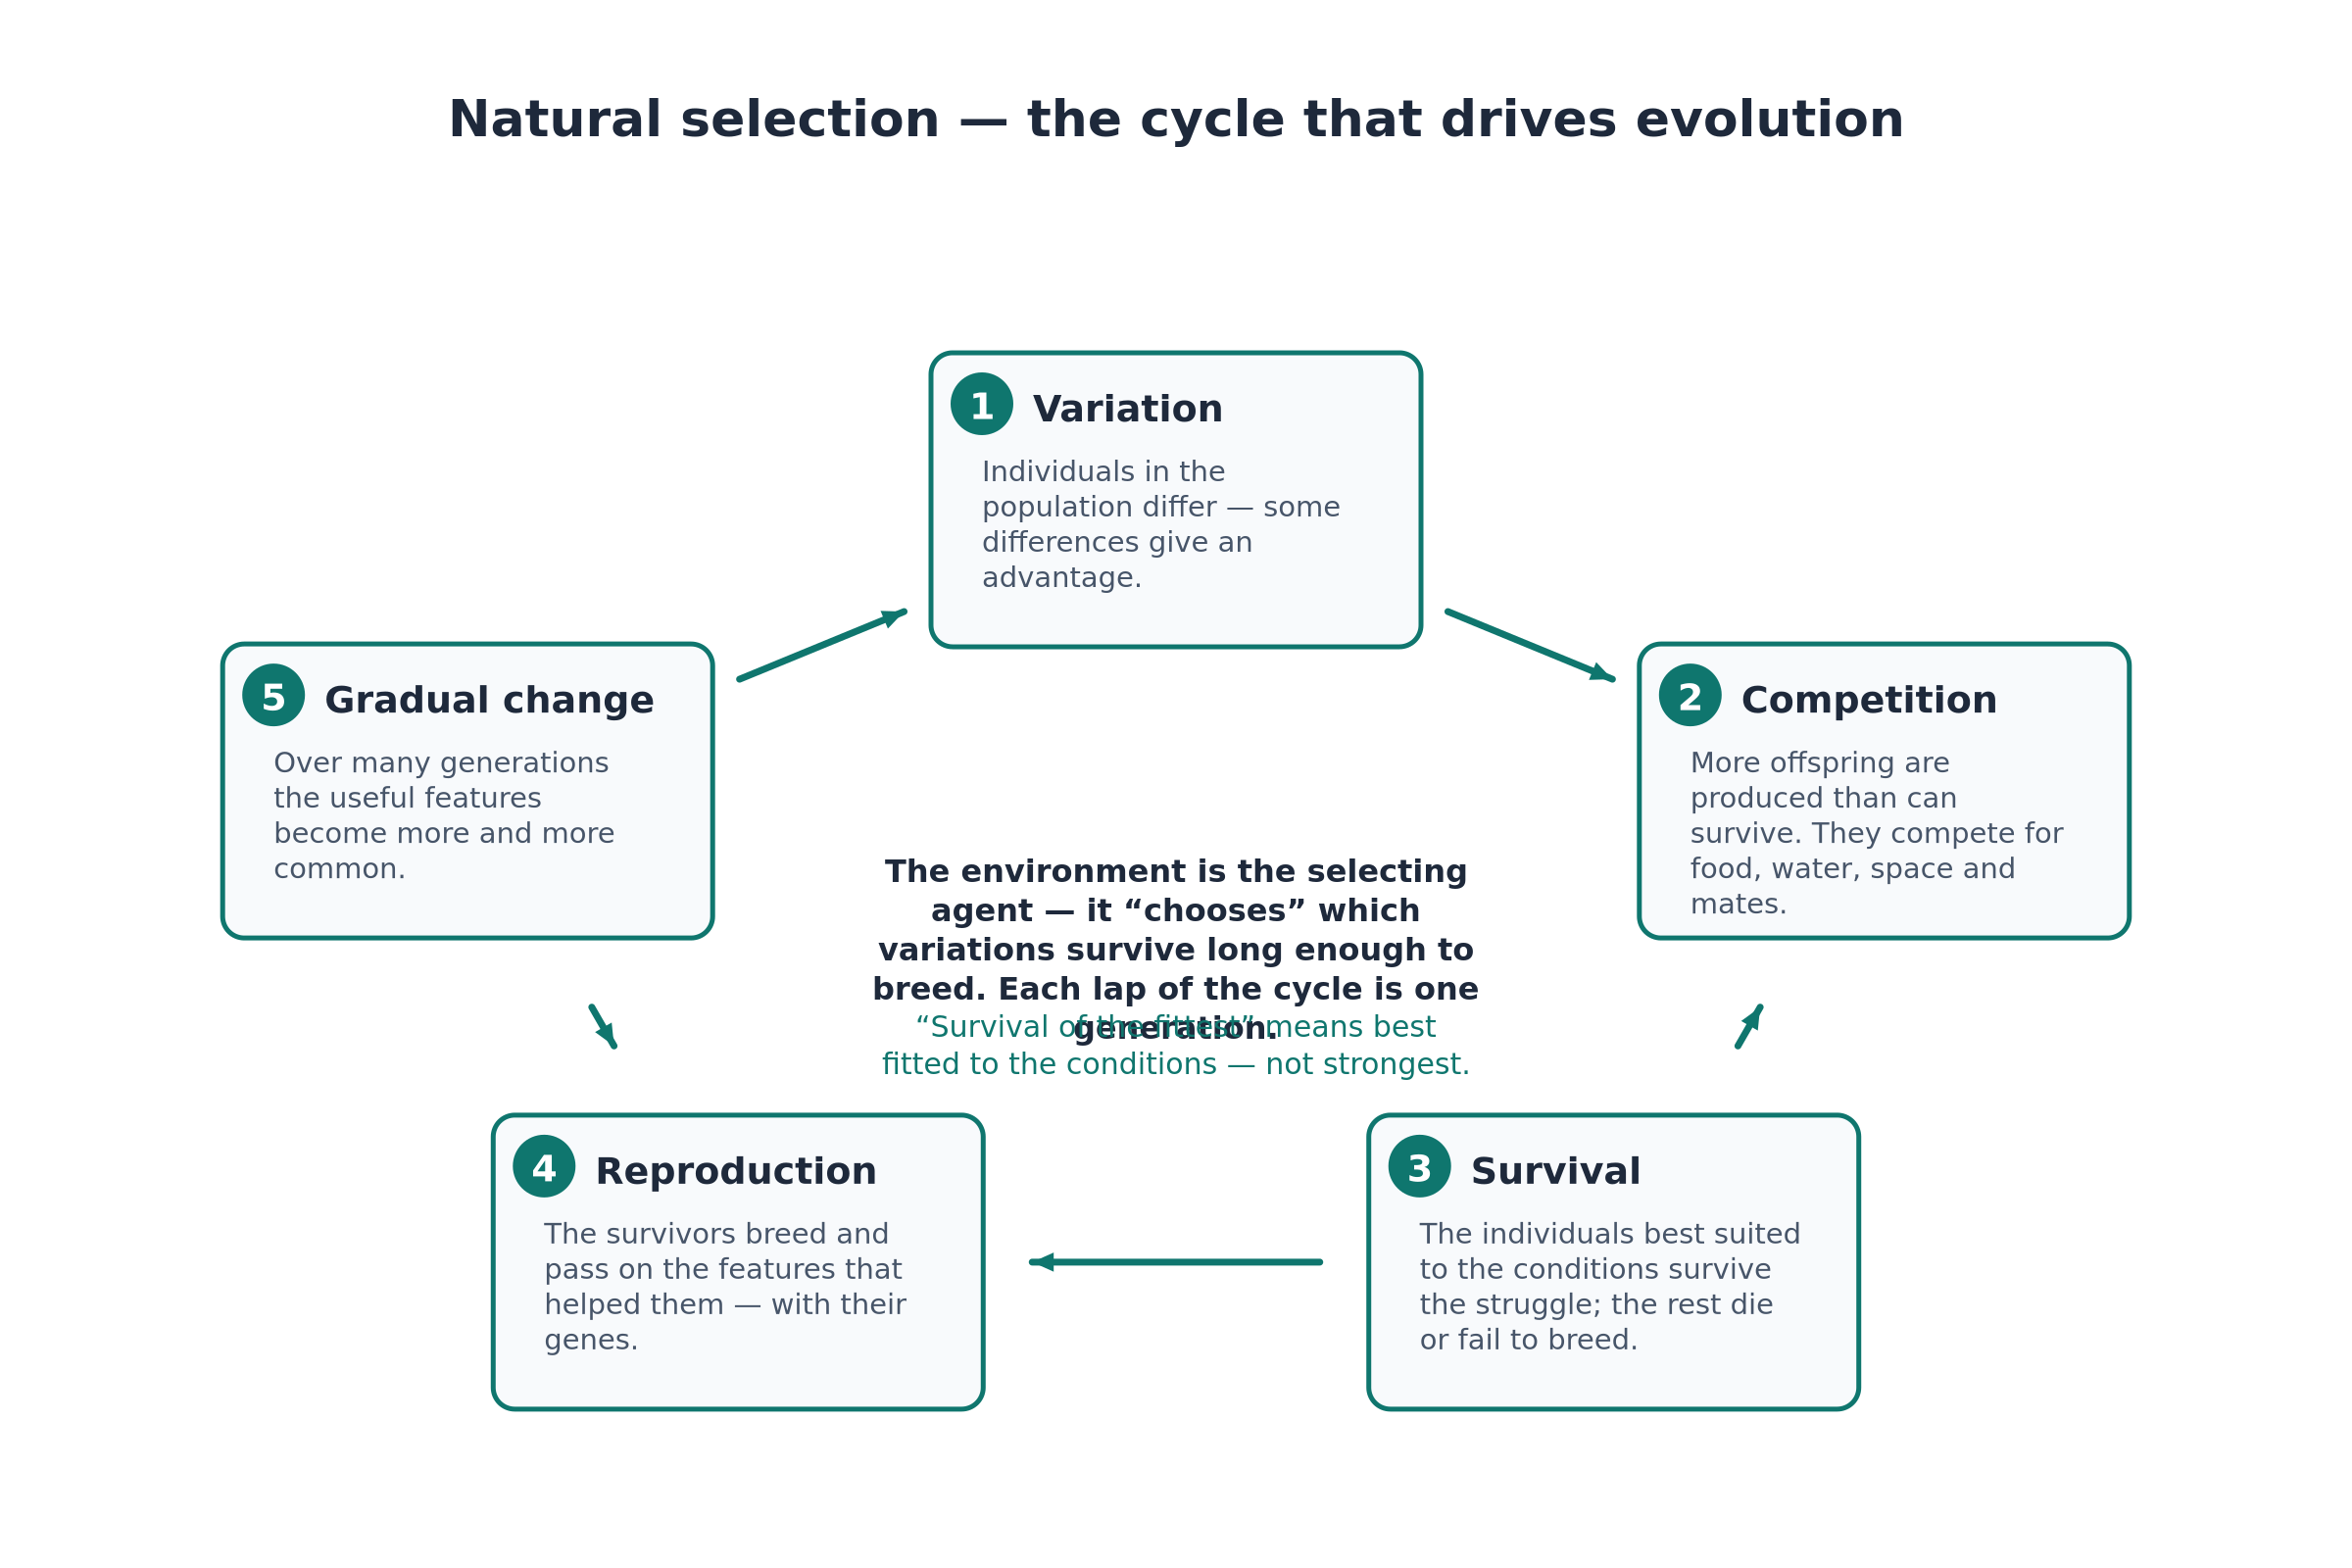 Natural selection — the cycle that drives evolution
1 Variation
Individuals in the
population differ — some
differences give an
advantage.
2 Competition
More offspring are
produced than can
survive. They compete for
food, water, space and
mates.
3 Survival
The individuals best suited
to the conditions survive
the struggle; the rest die
or fail to breed.
4 Reproduction
The survivors breed and
pass on the features that
helped them — with their
genes.
5 Gradual change
Over many generations
the useful features
become more and more
common.
The environment is the selecting
agent — it “chooses” which
variations survive long enough to
breed. Each lap of the cycle is one
generation.
“Survival of the fittest” means best
fitted to the conditions — not strongest.